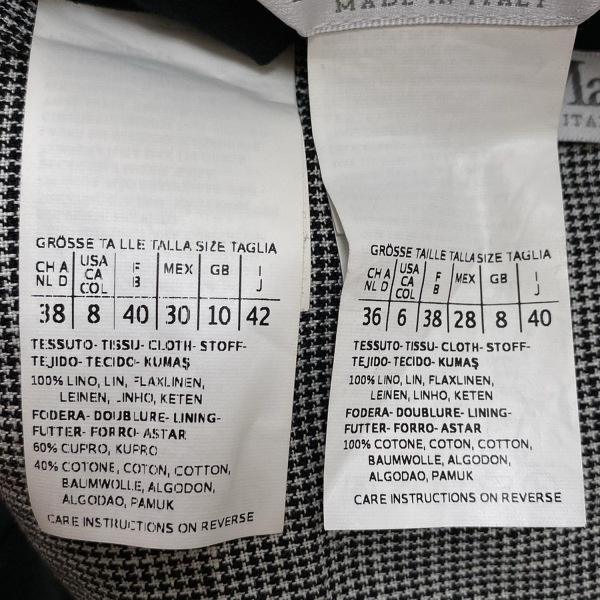 MADE IN ITALY
Ma
ITA
GRÖSSE TAILLE TALLA SIZE TAGLIA
CH A USA F MEX GB I
NL D CA B J
COL
38 8 40 30 10 42
TESSUTO-TISSU-CLOTH-STOFF-
TEJIDO-TECIDO-KUMAŞ
100% LINO, LIN, FLAXLINEN,
LEINEN, LINHO, KETEN
FODERA-DOUBLURE-LINING-
FUTTER-FORRO-ASTAR
60% CUPRO, KUPRO
40% COTONE, COTON, COTTON,
BAUMWOLLE, ALGODON,
ALGODAO, PAMUK
CARE INSTRUCTIONS ON REVERSE
GRÖSSE TAILLE TALLA SIZE TAGLIA
CH A USA F MEX GB I
NL D CA B J
COL
36 6 38 28 8 40
TESSUTO-TISSU-CLOTH-STOFF-
TEJIDO-TECIDO-KUMAŞ
100% LINO, LIN, FLAXLINEN,
LEINEN, LINHO, KETEN
FODERA-DOUBLURE-LINING-
FUTTER-FORRO-ASTAR
100% COTONE, COTON, COTTON,
BAUMWOLLE, ALGODON,
ALGODAO, PAMUK
CARE INSTRUCTIONS ON REVERSE